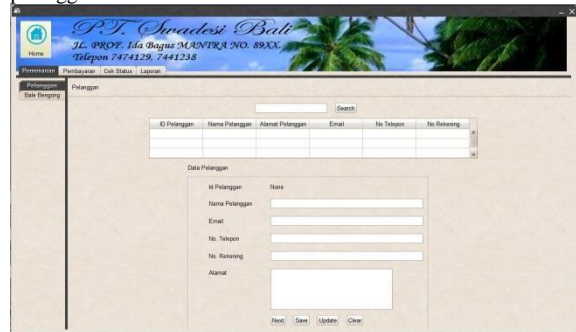 PT. Swadesi Bali
JL. PROF. Ida Bagus MANTRA NO. 89XX.
Telepon 7474129, 7441238
Home
Pemesanan Pembayaran Cek Status Laporan
Pelanggan
Bale Bengong
Pelanggan
Search
ID Pelanggan Nama Pelanggan Alamat Pelanggan Email No Telepon No Rekening
Data Pelanggan
Id Pelanggan None
Nama Pelanggan
Email
No. Telepon
No. Rekening
Alamat
Next Save Update Clear